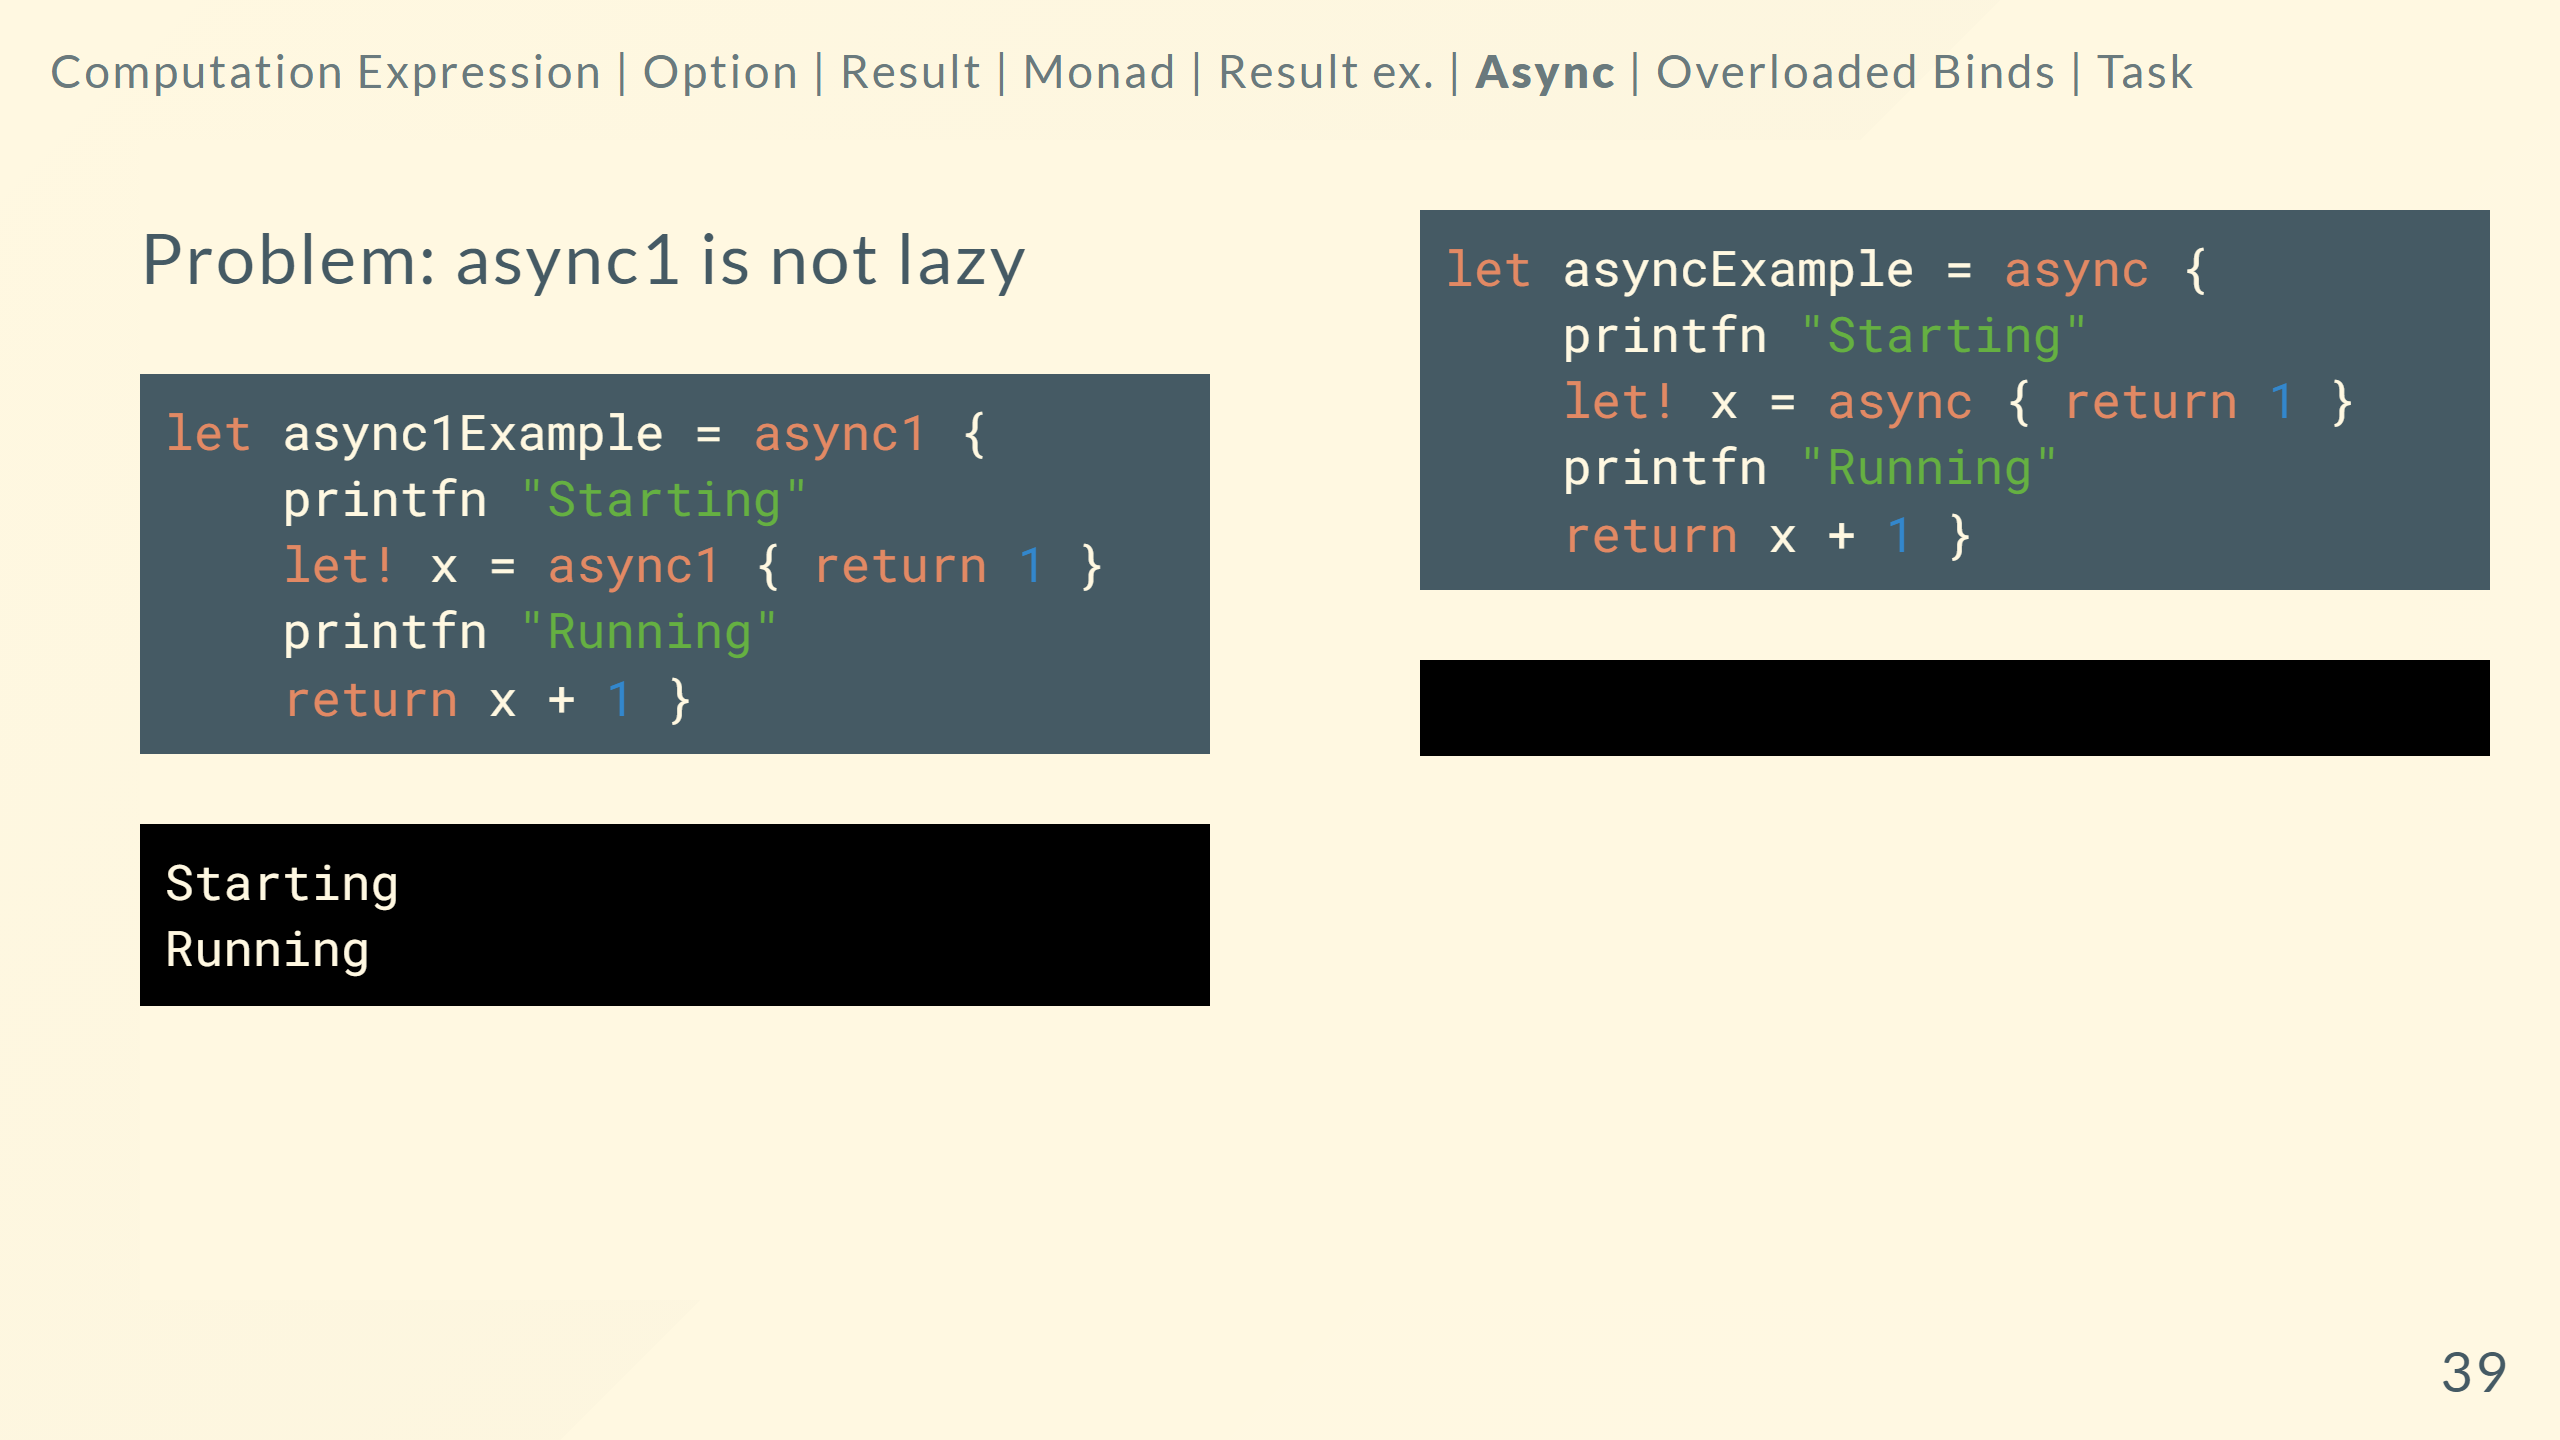 Computation Expression | Option | Result | Monad | Result ex. | Async | Overloaded Binds | Task
Problem: async1 is not lazy
let async1Example = async1 {
    printfn "Starting"
    let! x = async1 { return 1 }
    printfn "Running"
    return x + 1 }
Starting
Running
let asyncExample = async {
    printfn "Starting"
    let! x = async { return 1 }
    printfn "Running"
    return x + 1 }
39